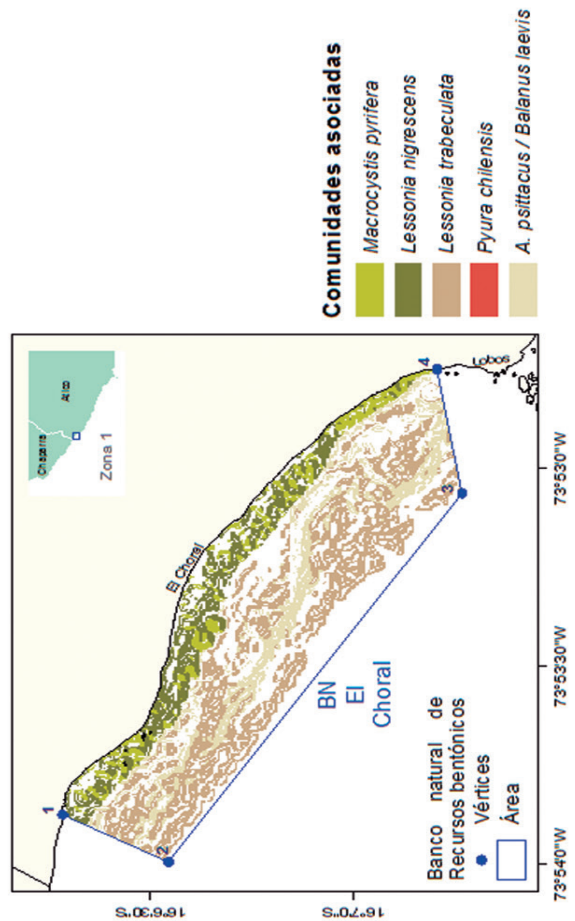 Chaparra
Atico
Zona 1
El Choral
1
2
3
4
Lobos
BN
El
Choral
Banco natural de
Recursos bentónicos
Vértices
Área
16°6'30"S
16°7'0"S
73°54'0"W
73°53'30"W
73°53'0"W
Comunidades asociadas
Macrocystis pyrifera
Lessonia nigrescens
Lessonia trabeculata
Pyura chilensis
A. psittacus / Balanus laevis